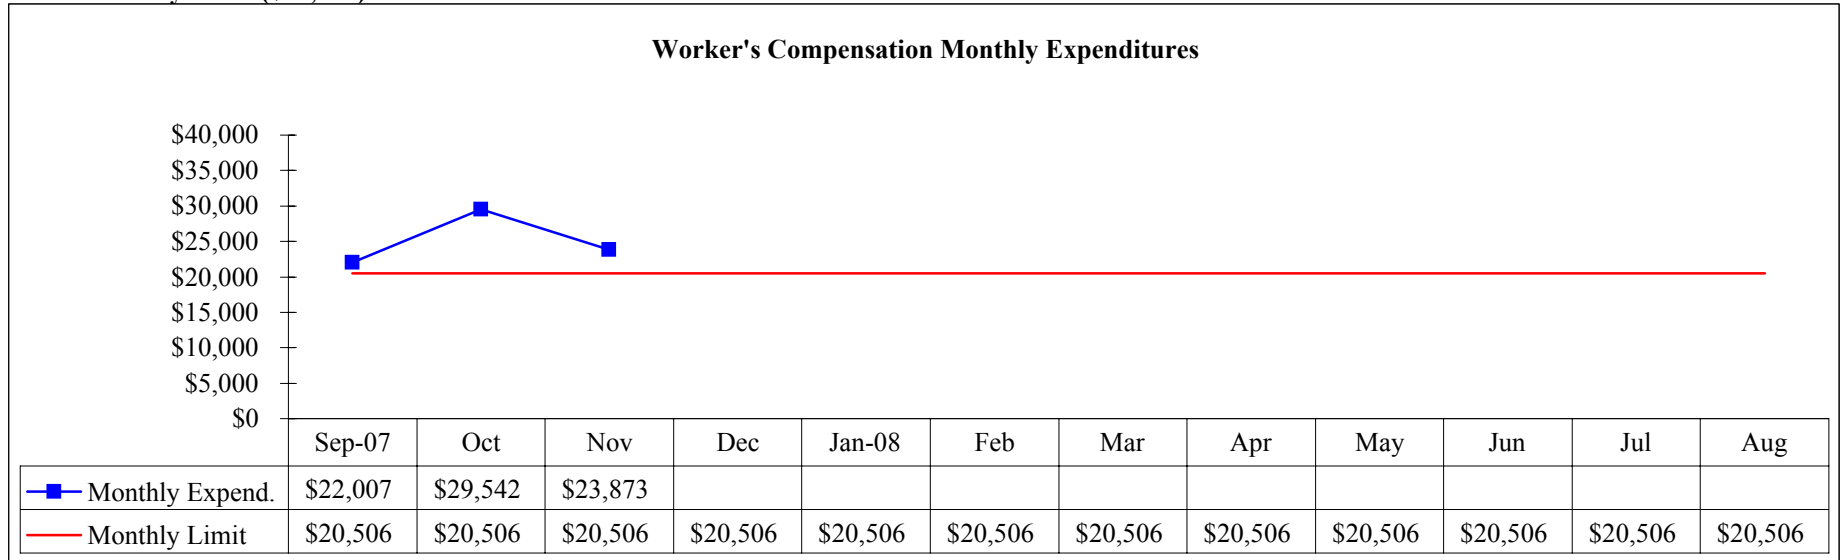 Worker's Compensation Monthly Expenditures
$40,000
$35,000
$30,000
$25,000
$20,000
$15,000
$10,000
$5,000
$0
Sep-07 Oct Nov Dec Jan-08 Feb Mar Apr May Jun Jul Aug
Monthly Expend. $22,007 $29,542 $23,873
Monthly Limit $20,506 $20,506 $20,506 $20,506 $20,506 $20,506 $20,506 $20,506 $20,506 $20,506 $20,506 $20,506